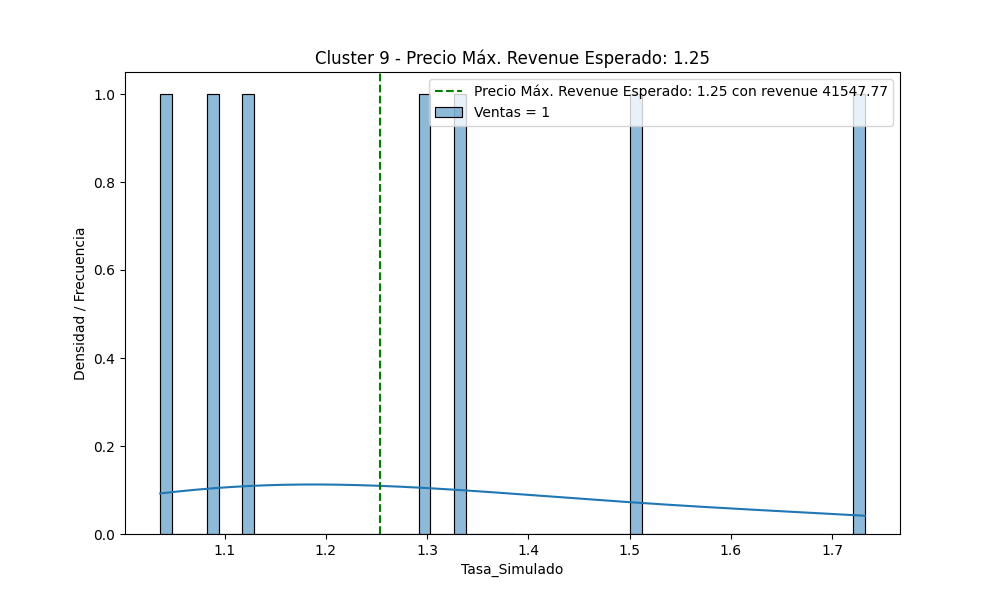 Cluster 9 - Precio Máx. Revenue Esperado: 1.25
Precio Máx. Revenue Esperado: 1.25 con revenue 41547.77
Ventas = 1
Densidad / Frecuencia
1.0
0.8
0.6
0.4
0.2
0.0
1.1 1.2 1.3 1.4 1.5 1.6 1.7
Tasa_Simulado